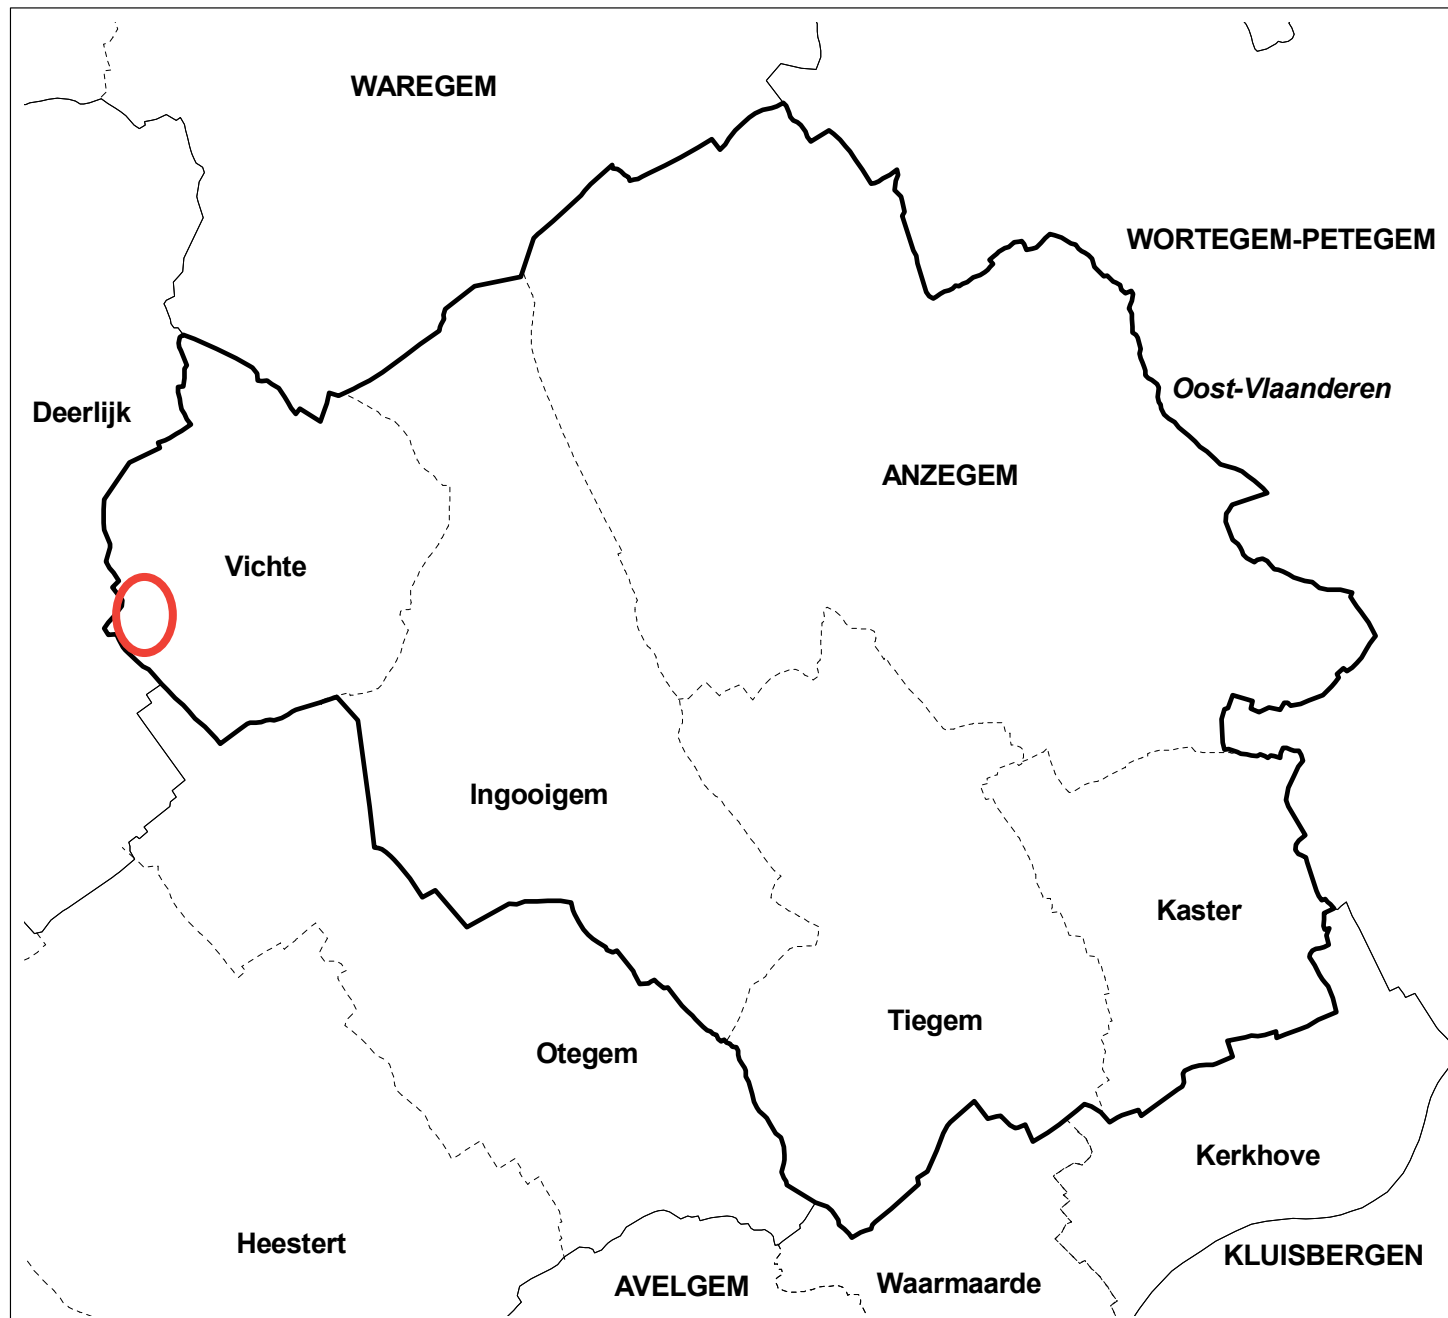 WAREGEM
WORTEGEM-PETEGEM
Oost-Vlaanderen
Deerlijk
ANZEGEM
Vichte
Ingooigem
Kaster
Tiegem
Otegem
Kerkhove
Heestert
KLUISBERGEN
Waarmaarde
AVELGEM